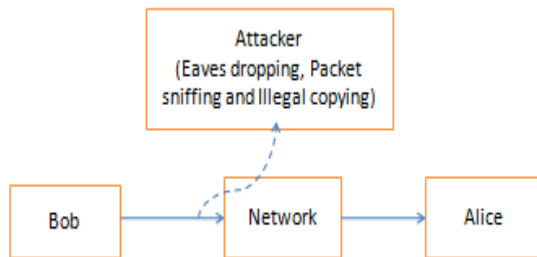 Attacker
(Eaves dropping, Packet
sniffing and Illegal copying)
Bob
Network
Alice